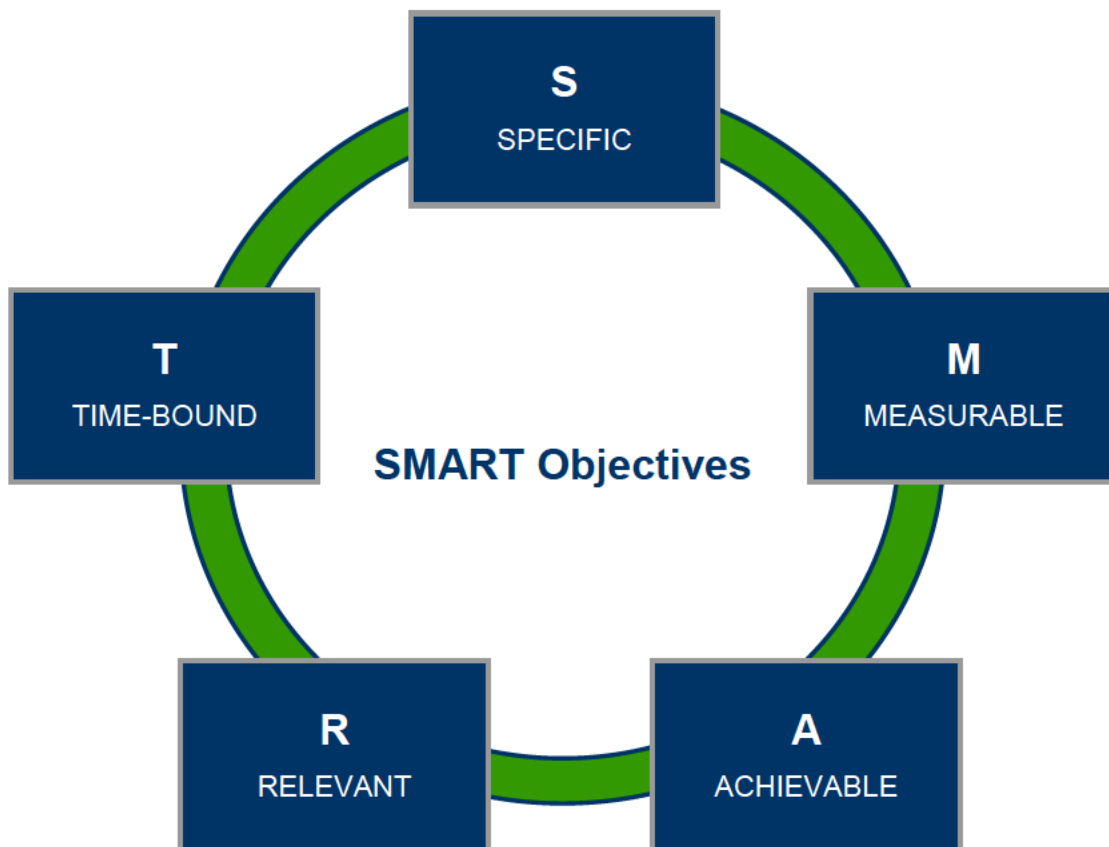 S
SPECIFIC
M
MEASURABLE
A
ACHIEVABLE
R
RELEVANT
T
TIME-BOUND
SMART Objectives